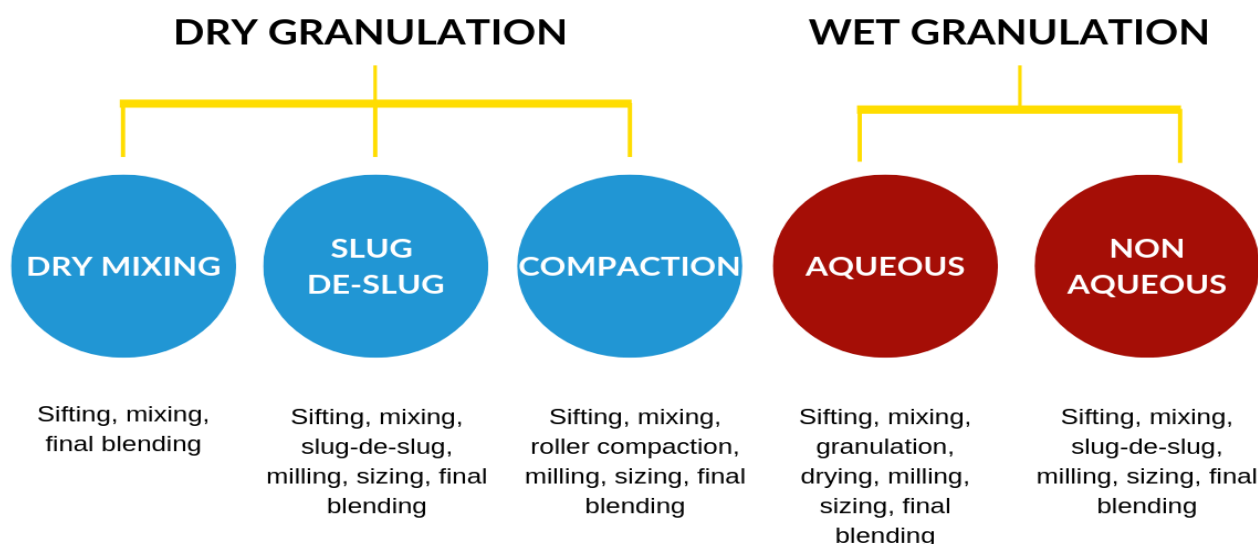 DRY GRANULATION
WET GRANULATION
DRY MIXING
SLUG
DE-SLUG
COMPACTION
AQUEOUS
NON
AQUEOUS
Sifting, mixing,
final blending
Sifting, mixing,
slug-de-slug,
milling, sizing, final
blending
Sifting, mixing,
roller compaction,
milling, sizing, final
blending
Sifting, mixing,
granulation,
drying, milling,
sizing, final
blending
Sifting, mixing,
slug-de-slug,
milling, sizing, final
blending